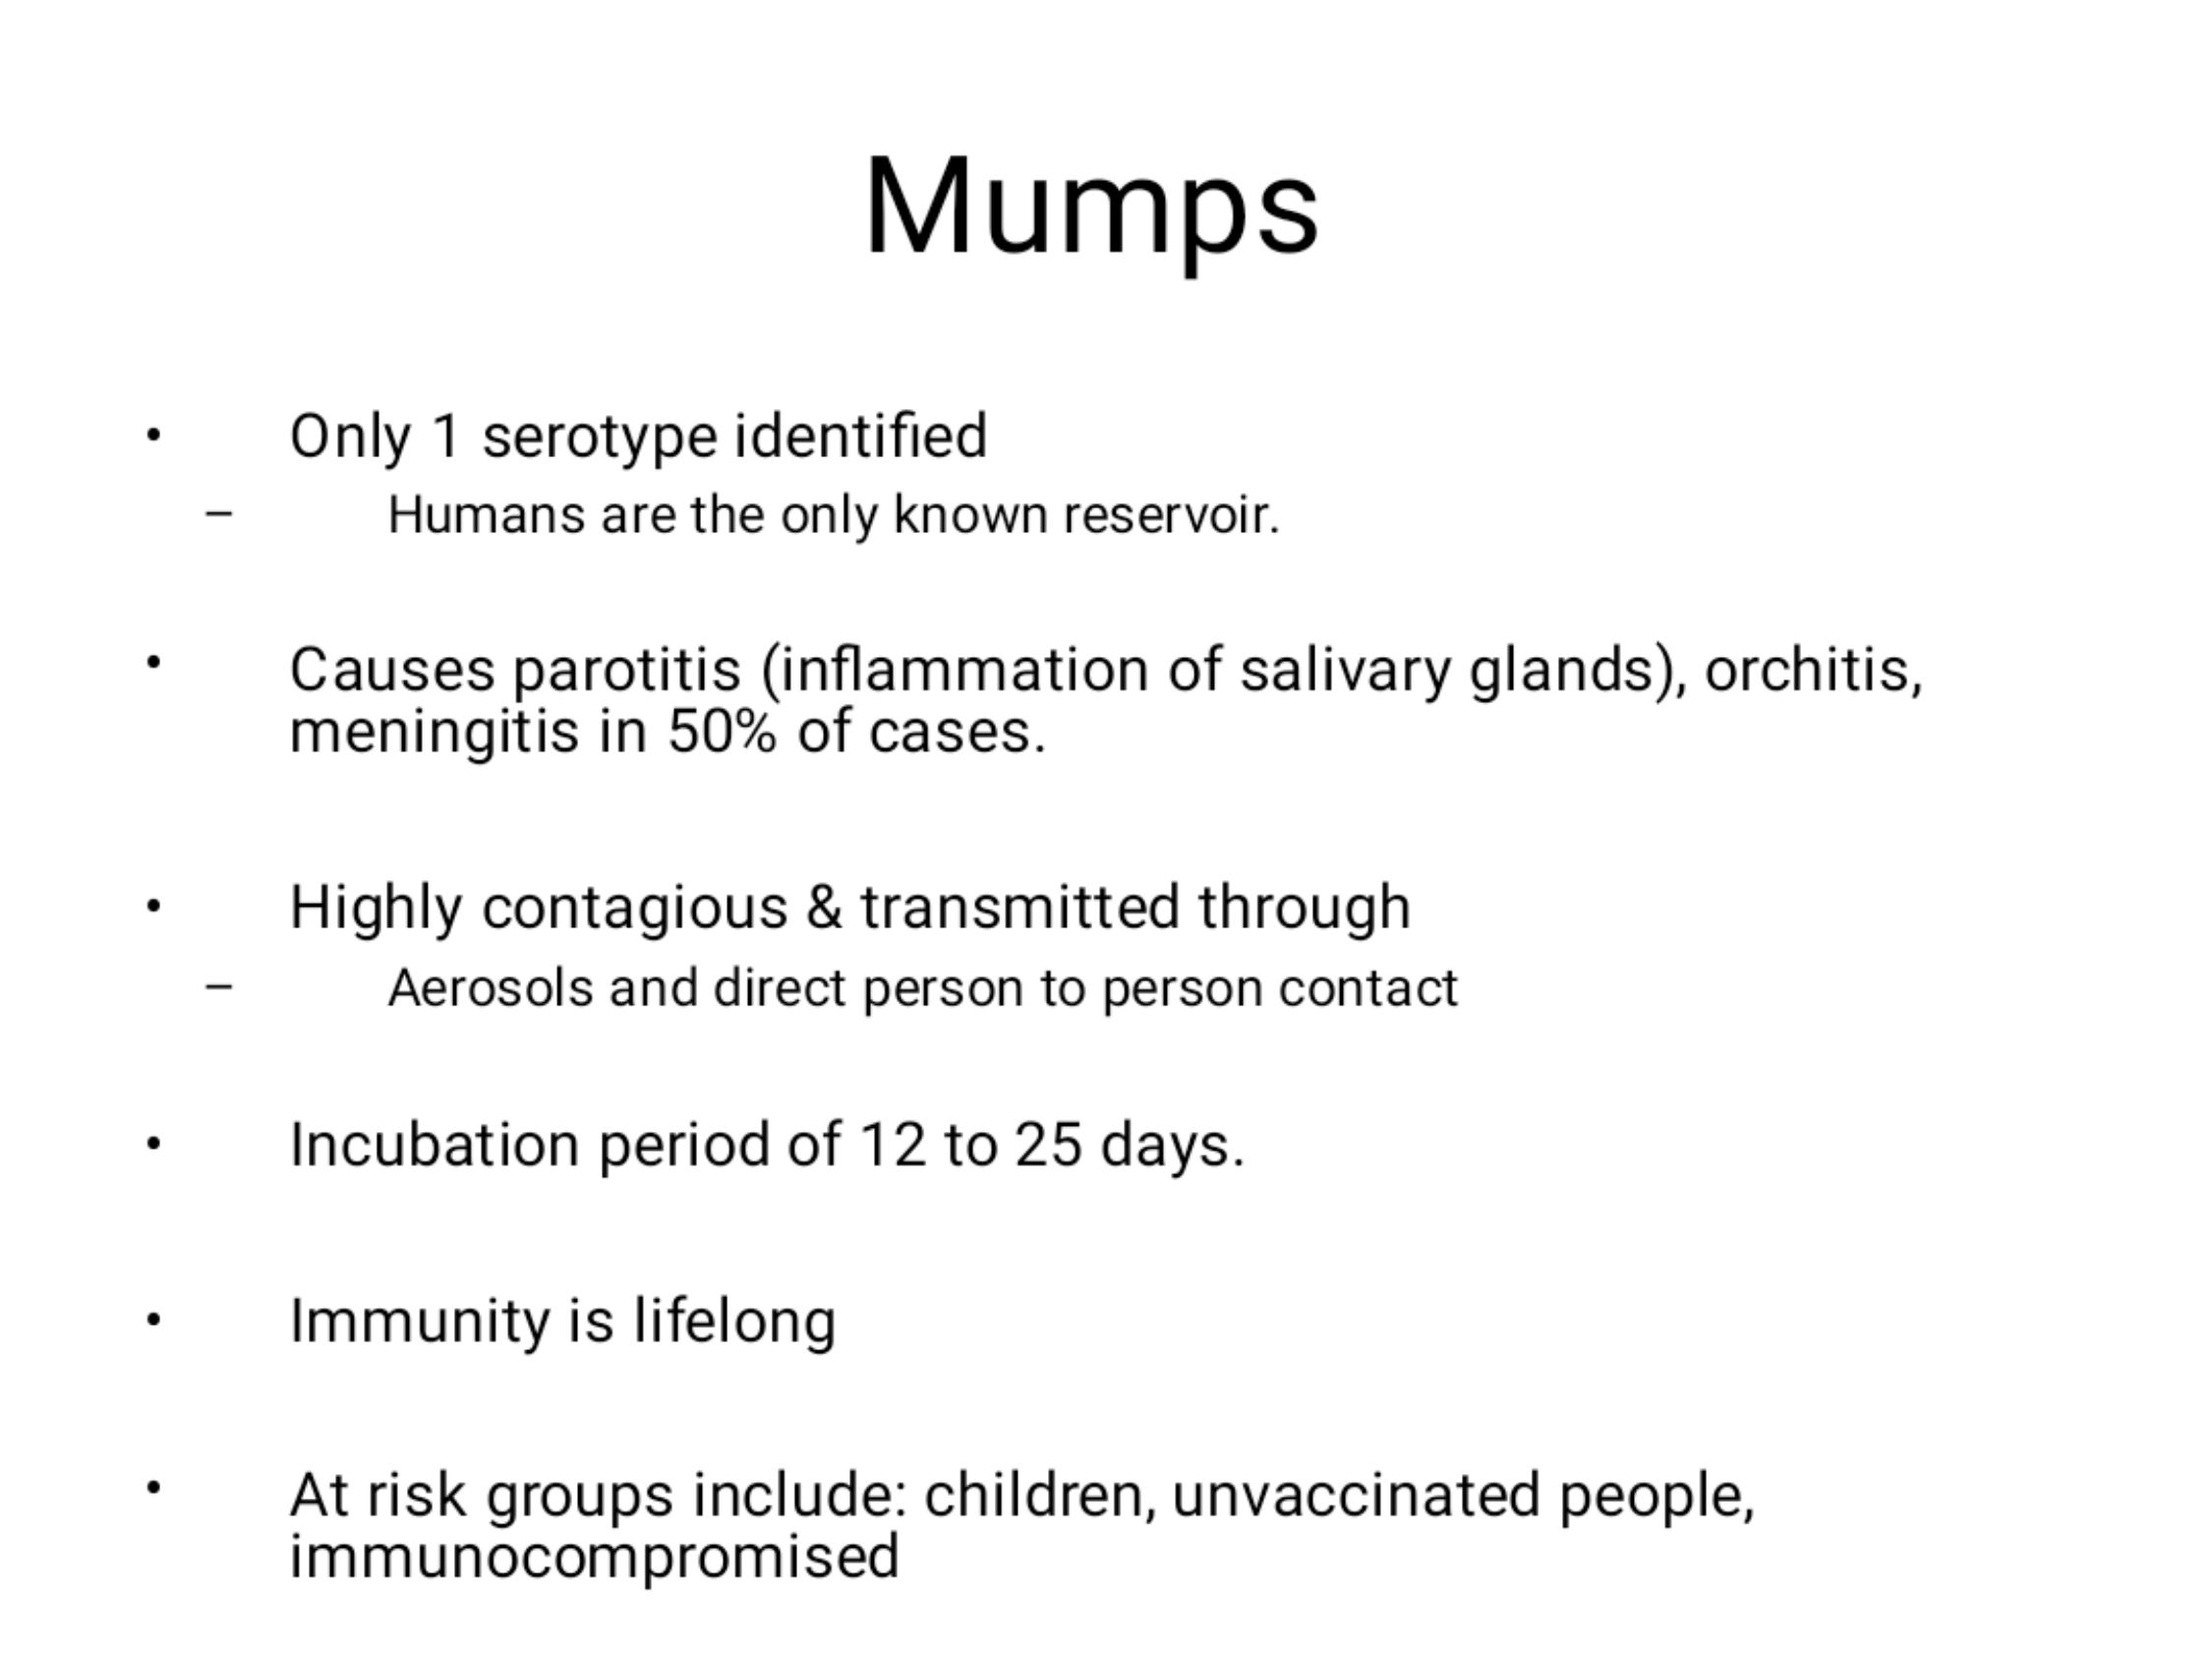 Mumps
• Only 1 serotype identified
– Humans are the only known reservoir.
• Causes parotitis (inflammation of salivary glands), orchitis,
meningitis in 50% of cases.
• Highly contagious & transmitted through
– Aerosols and direct person to person contact
• Incubation period of 12 to 25 days.
• Immunity is lifelong
• At risk groups include: children, unvaccinated people,
immunocompromised